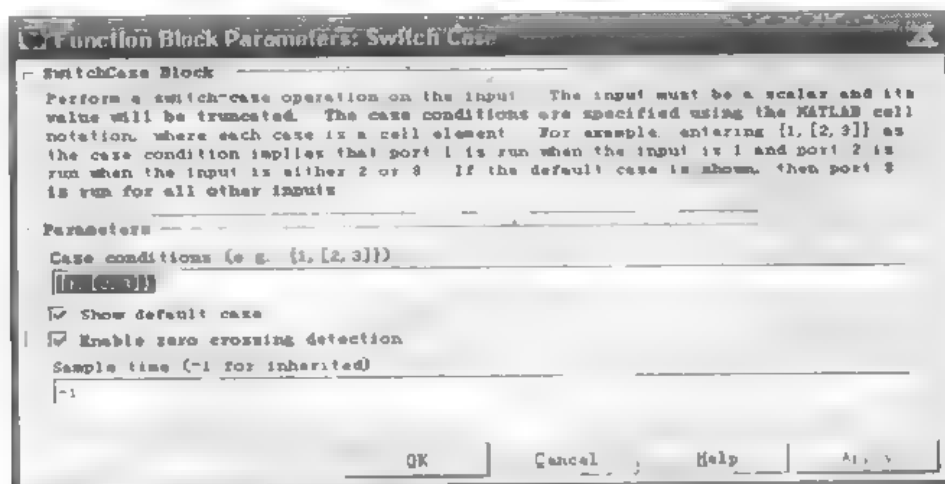 Function Block Parameters: Switch Case
SwitchCase Block
Perform a switch-case operation on the input The input must be a scalar and its
value will be truncated. The case conditions are specified using the MATLAB cell
notation, where each case is a cell element For example, entering {1, [2, 3]} as
the case condition implies that port 1 is run when the input is 1 and port 2 is
run when the input is either 2 or 3 If the default case is shown, then port 3
is run for all other inputs
Parameters
Case conditions (e g. {1, [2, 3]})
{1, [2, 3]}
Show default case
Enable zero crossing detection
Sample time (-1 for inherited)
-1
OK
Cancel
Help